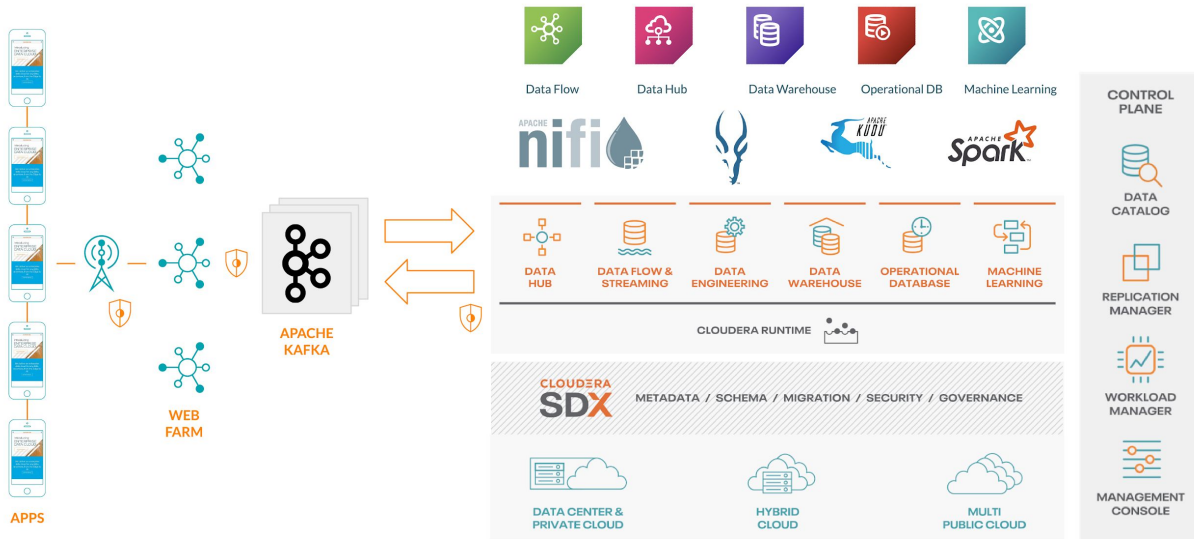 Data Flow
Data Hub
Data Warehouse
Operational DB
Machine Learning
APACHE
nifi
APACHE
KUDU
APACHE
Spark
DATA
HUB
DATA FLOW &
STREAMING
DATA
ENGINEERING
DATA
WAREHOUSE
OPERATIONAL
DATABASE
MACHINE
LEARNING
CLOUDERA RUNTIME
CLOUDERA
SDX
METADATA / SCHEMA / MIGRATION / SECURITY / GOVERNANCE
DATA CENTER &
PRIVATE CLOUD
HYBRID
CLOUD
MULTI
PUBLIC CLOUD
APPS
WEB
FARM
APACHE
KAFKA
CONTROL
PLANE
DATA
CATALOG
REPLICATION
MANAGER
WORKLOAD
MANAGER
MANAGEMENT
CONSOLE